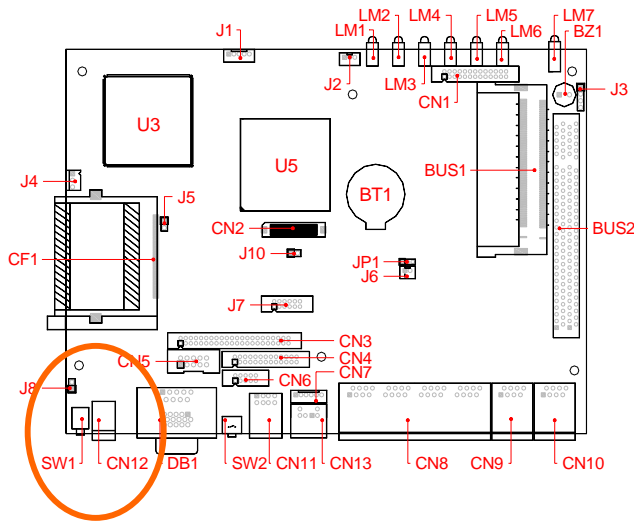 LM2 LM4 LM5 LM7
J1 LM1 LM6 BZ1
J2 LM3 J3
CN1
U3
U5
J4 BUS1
BT1
J5
CN2 BUS2
CF1 J10 JP1
J6
J7
CN3
CN5 CN4
CN6 CN7
J8
SW1 CN12 DB1 SW2 CN11 CN13 CN8 CN9 CN10